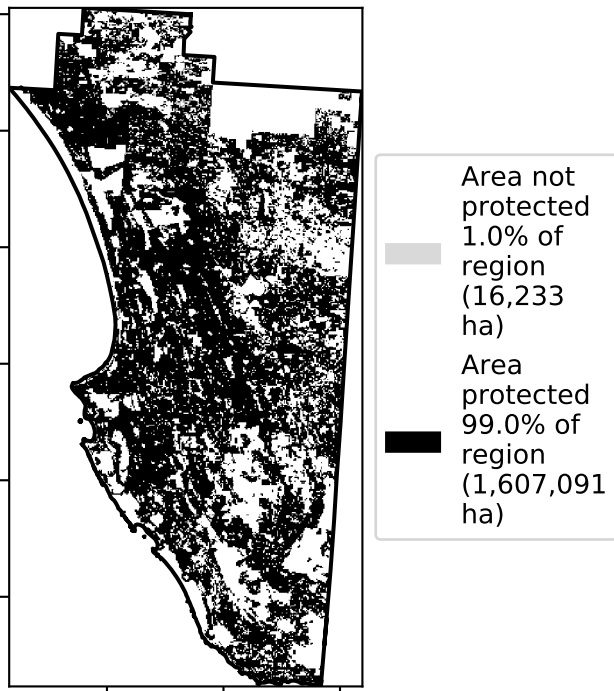 Area not
protected
1.0% of
region
(16,233
ha)
Area
protected
99.0% of
region
(1,607,091
ha)